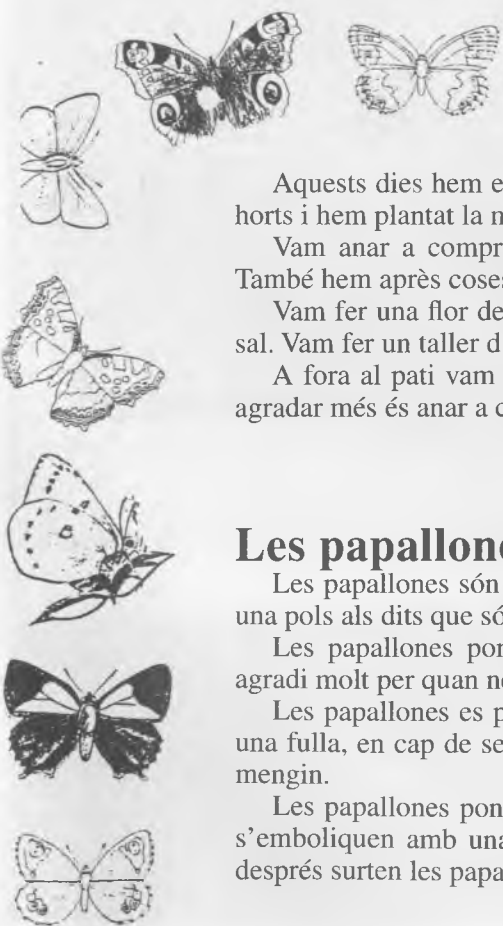 Aquests dies hem e
horts i hem plantat la
Vam anar a compr
També hem après coses
Vam fer una flor de
sal. Vam fer un taller d
A fora al pati vam
agradar més és anar a c
Les papallone
Les papallones són
una pols als dits que só
Les papallones pon
agradi molt per quan n
Les papallones es p
una fulla, en cap de se
mengin.
Les papallones pon
s'emboliquen amb una
després surten les papa